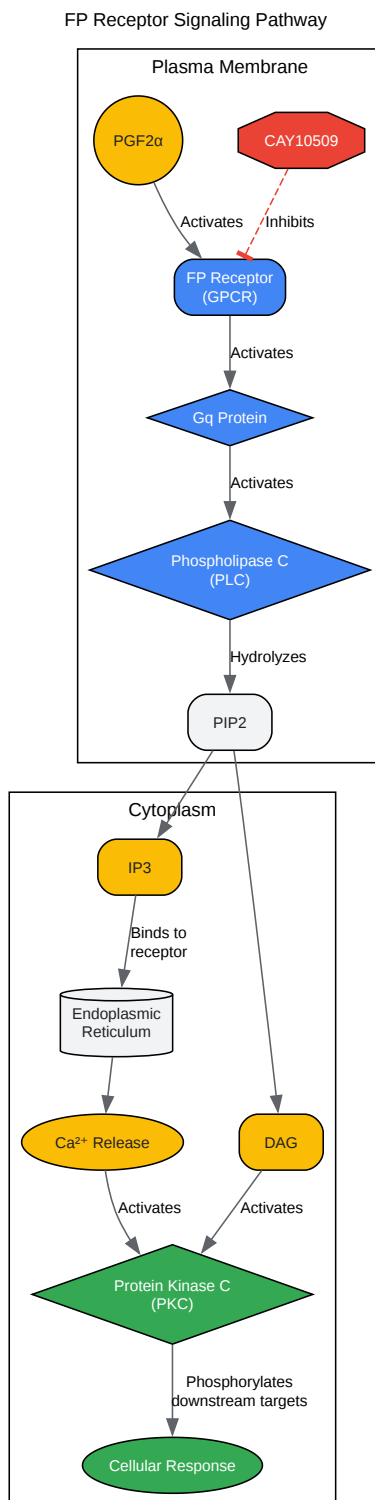 FP Receptor Signaling Pathway
Plasma Membrane
PGF2α
CAY10509
Activates
Inhibits
FP Receptor
(GPCR)
Activates
Gq Protein
Activates
Phospholipase C
(PLC)
Hydrolyzes
PIP2
Cytoplasm
IP3
Binds to
receptor
Endoplasmic
Reticulum
Ca²⁺ Release
DAG
Activates
Activates
Protein Kinase C
(PKC)
Phosphorylates
downstream targets
Cellular Response